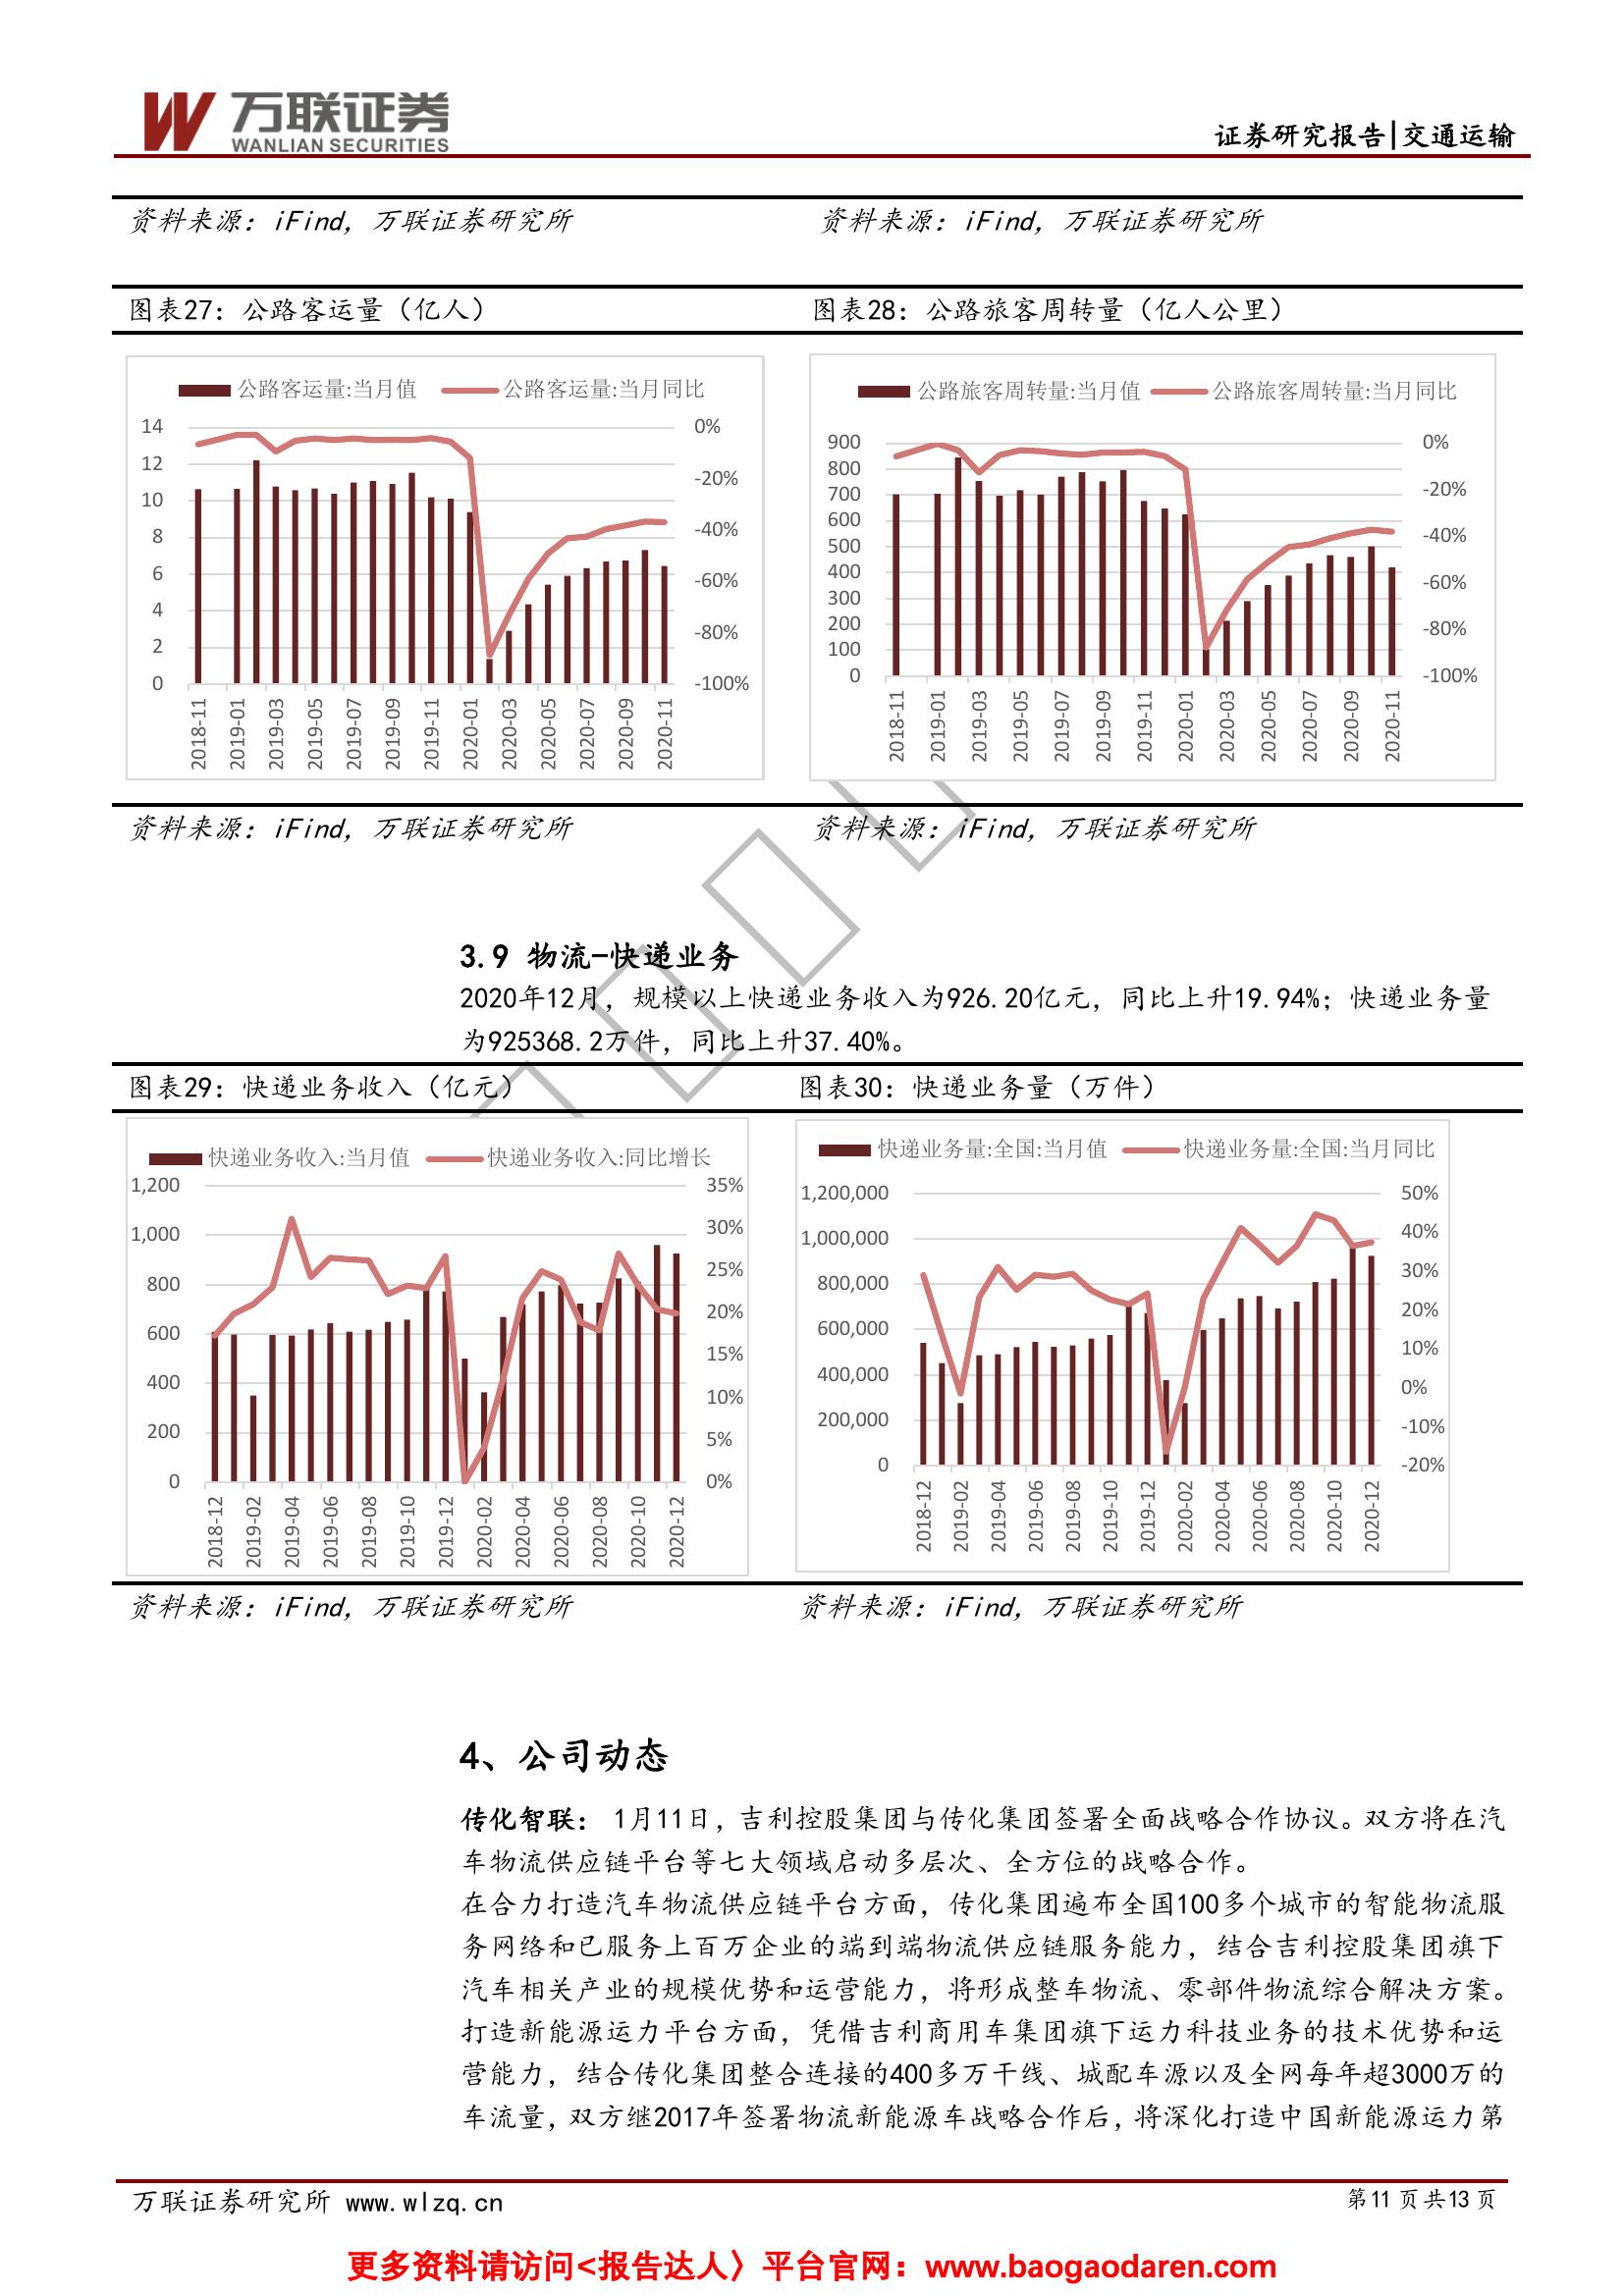 万联证券
WANLIAN SECURITIES
证券研究报告|交通运输
资料来源：iFind，万联证券研究所
资料来源：iFind，万联证券研究所
图表27：公路客运量（亿人）
图表28：公路旅客周转量（亿人公里）
公路客运量:当月值 公路客运量:当月同比
14
12
10
8
6
4
2
0
0%
-20%
-40%
-60%
-80%
-100%
2018-11 2019-01 2019-03 2019-05 2019-07 2019-09 2019-11 2020-01 2020-03 2020-05 2020-07 2020-09 2020-11
公路旅客周转量:当月值 公路旅客周转量:当月同比
900
800
700
600
500
400
300
200
100
0
0%
-20%
-40%
-60%
-80%
-100%
2018-11 2019-01 2019-03 2019-05 2019-07 2019-09 2019-11 2020-01 2020-03 2020-05 2020-07 2020-09 2020-11
资料来源：iFind，万联证券研究所
资料来源：iFind，万联证券研究所
3.9 物流-快递业务
2020年12月，规模以上快递业务收入为926.20亿元，同比上升19.94%；快递业务量
为925368.2万件，同比上升37.40%。
图表29：快递业务收入（亿元）
图表30：快递业务量（万件）
快递业务收入:当月值 快递业务收入:同比增长
1,200
1,000
800
600
400
200
0
35%
30%
25%
20%
15%
10%
5%
0%
2018-12 2019-02 2019-04 2019-06 2019-08 2019-10 2019-12 2020-02 2020-04 2020-06 2020-08 2020-10 2020-12
快递业务量:全国:当月值 快递业务量:全国:当月同比
1,200,000
1,000,000
800,000
600,000
400,000
200,000
0
50%
40%
30%
20%
10%
0%
-10%
-20%
2018-12 2019-02 2019-04 2019-06 2019-08 2019-10 2019-12 2020-02 2020-04 2020-06 2020-08 2020-10 2020-12
资料来源：iFind，万联证券研究所
资料来源：iFind，万联证券研究所
4、公司动态
传化智联： 1月11日，吉利控股集团与传化集团签署全面战略合作协议。双方将在汽
车物流供应链平台等七大领域启动多层次、全方位的战略合作。
在合力打造汽车物流供应链平台方面，传化集团遍布全国100多个城市的智能物流服
务网络和已服务上百万企业的端到端物流供应链服务能力，结合吉利控股集团旗下
汽车相关产业的规模优势和运营能力，将形成整车物流、零部件物流综合解决方案。
打造新能源运力平台方面，凭借吉利商用车集团旗下运力科技业务的技术优势和运
营能力，结合传化集团整合连接的400多万干线、城配车源以及全网每年超3000万的
车流量，双方继2017年签署物流新能源车战略合作后，将深化打造中国新能源运力第
万联证券研究所 www.wlzq.cn
第11 页共13 页
更多资料请访问<报告达人〉平台官网：www.baogaodaren.com